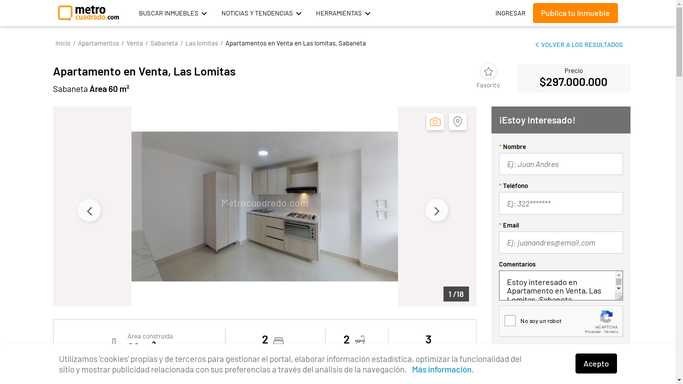 metro
cuadrado.com
BUSCAR INMUEBLES
NOTICIAS Y TENDENCIAS
HERRAMIENTAS
INGRESAR
Publica tu Inmueble
Inicio / Apartamentos / Venta / Sabaneta / Las lomitas / Apartamentos en Venta en Las lomitas, Sabaneta
VOLVER A LOS RESULTADOS
Apartamento en Venta, Las Lomitas
Sabaneta Área 60 m²
Favorito
Precio
$297.000.000
Metrocuadrado.com
1 /18
¡Estoy Interesado!
* Nombre
Ej: Juan Andres
* Teléfono
Ej: 322*******
* Email
Ej: juanandres@email.com
Comentarios
Estoy interesado en
Apartamento en Venta, Las
Lomitas, Sabaneta
No soy un robot
reCAPTCHA
Privacidad - Términos
Área construida
2
2
3
Utilizamos 'cookies' propias y de terceros para gestionar el portal, elaborar información estadística, optimizar la funcionalidad del
sitio y mostrar publicidad relacionada con sus preferencias a través del análisis de la navegación. Más información.
Acepto